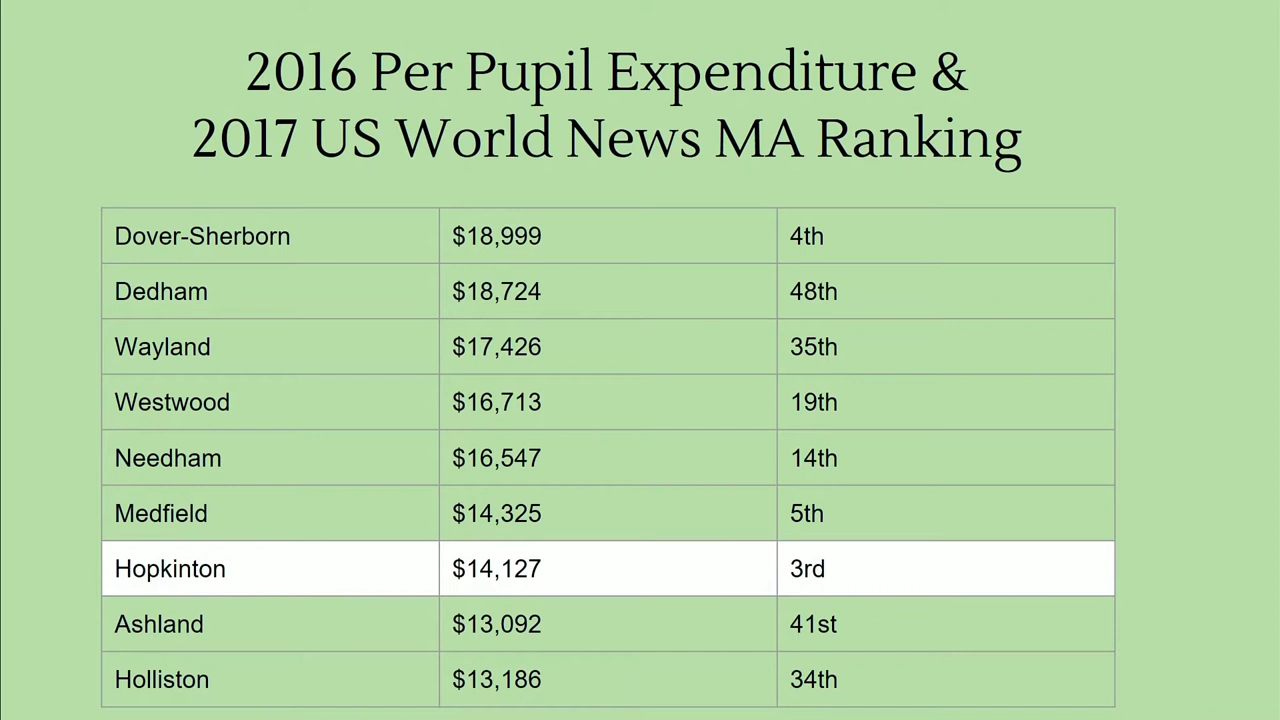 2016 Per Pupil Expenditure &
2017 US World News MA Ranking
Dover-Sherborn $18,999 4th
Dedham $18,724 48th
Wayland $17,426 35th
Westwood $16,713 19th
Needham $16,547 14th
Medfield $14,325 5th
Hopkinton $14,127 3rd
Ashland $13,092 41st
Holliston $13,186 34th